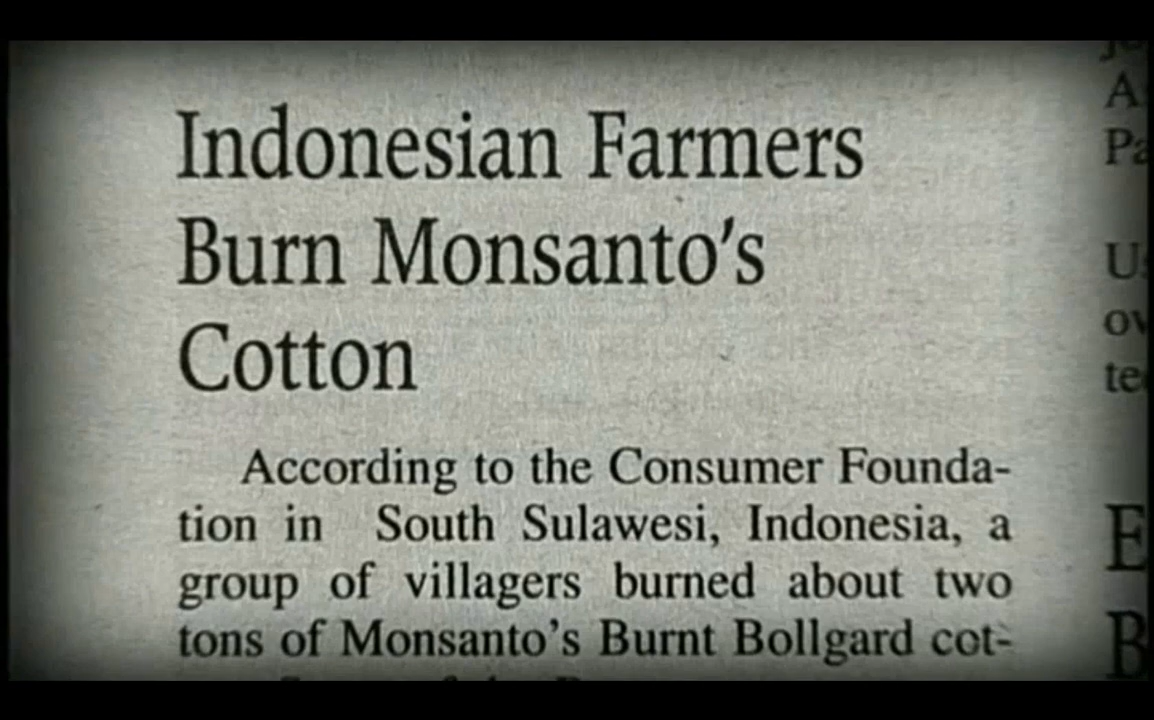 Indonesian Farmers
Burn Monsanto's
Cotton
According to the Consumer Founda-
tion in South Sulawesi, Indonesia, a
group of villagers burned about two
tons of Monsanto's Burnt Bollgard cot-